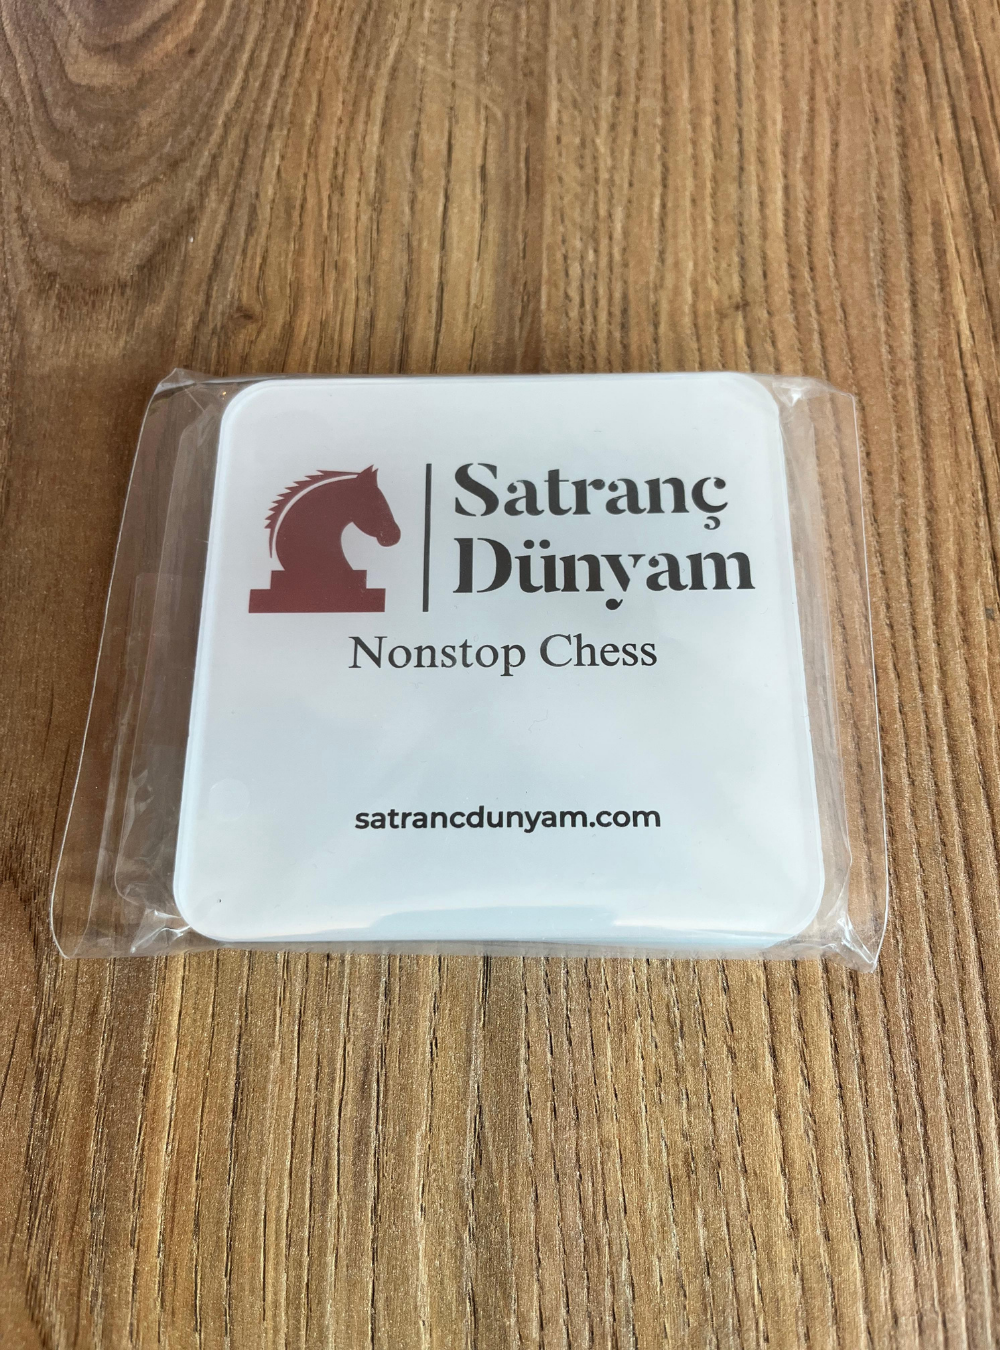 Satranç
Dünyam
Nonstop Chess
satrancdunyam.com